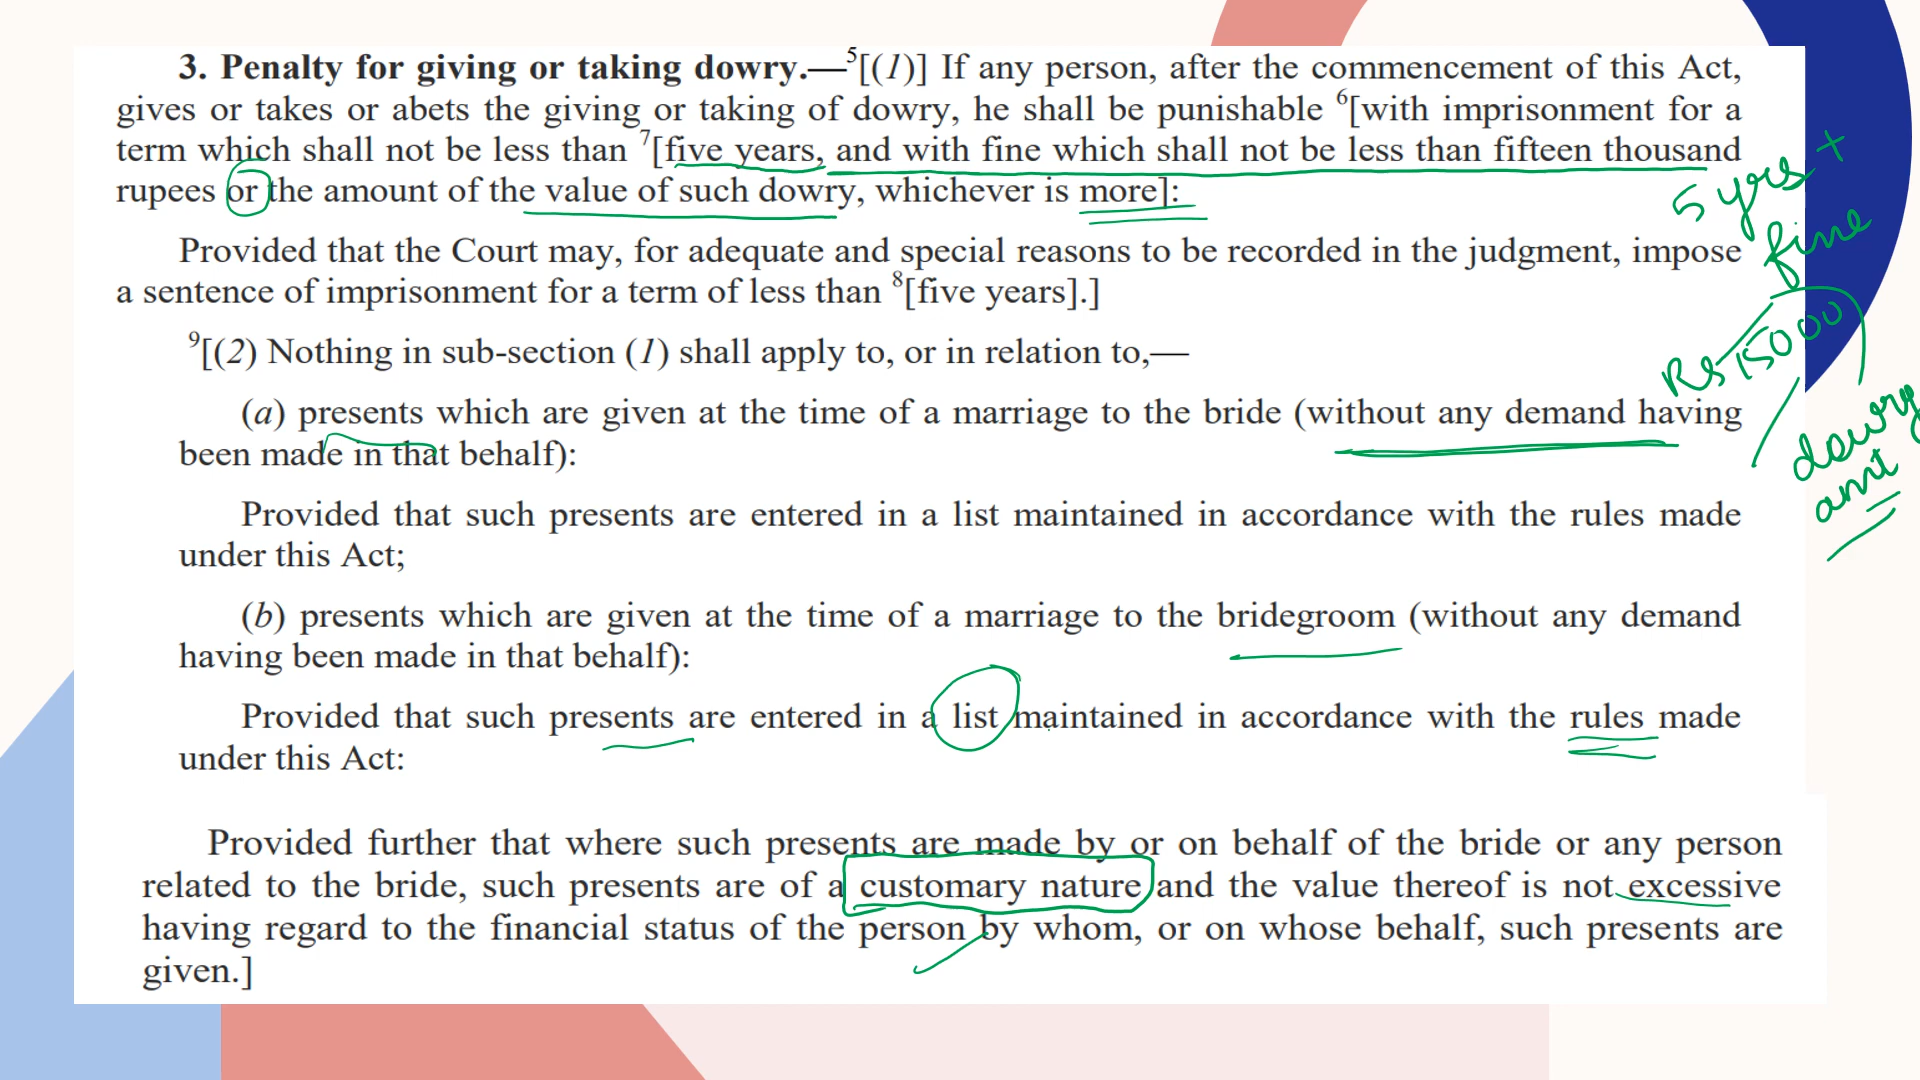 3. Penalty for giving or taking dowry.—5[(1)] If any person, after the commencement of this Act,
gives or takes or abets the giving or taking of dowry, he shall be punishable 6[with imprisonment for a
term which shall not be less than 7[five years, and with fine which shall not be less than fifteen thousand
rupees or the amount of the value of such dowry, whichever is more]:
Provided that the Court may, for adequate and special reasons to be recorded in the judgment, impose
a sentence of imprisonment for a term of less than 8[five years].]
9[(2) Nothing in sub-section (1) shall apply to, or in relation to,—
(a) presents which are given at the time of a marriage to the bride (without any demand having
been made in that behalf):
Provided that such presents are entered in a list maintained in accordance with the rules made
under this Act;
(b) presents which are given at the time of a marriage to the bridegroom (without any demand
having been made in that behalf):
Provided that such presents are entered in a list maintained in accordance with the rules made
under this Act:
Provided further that where such presents are made by or on behalf of the bride or any person
related to the bride, such presents are of a customary nature and the value thereof is not excessive
having regard to the financial status of the person by whom, or on whose behalf, such presents are
given.]
5 yrs +
fine
Rs 15000
dowry
amt